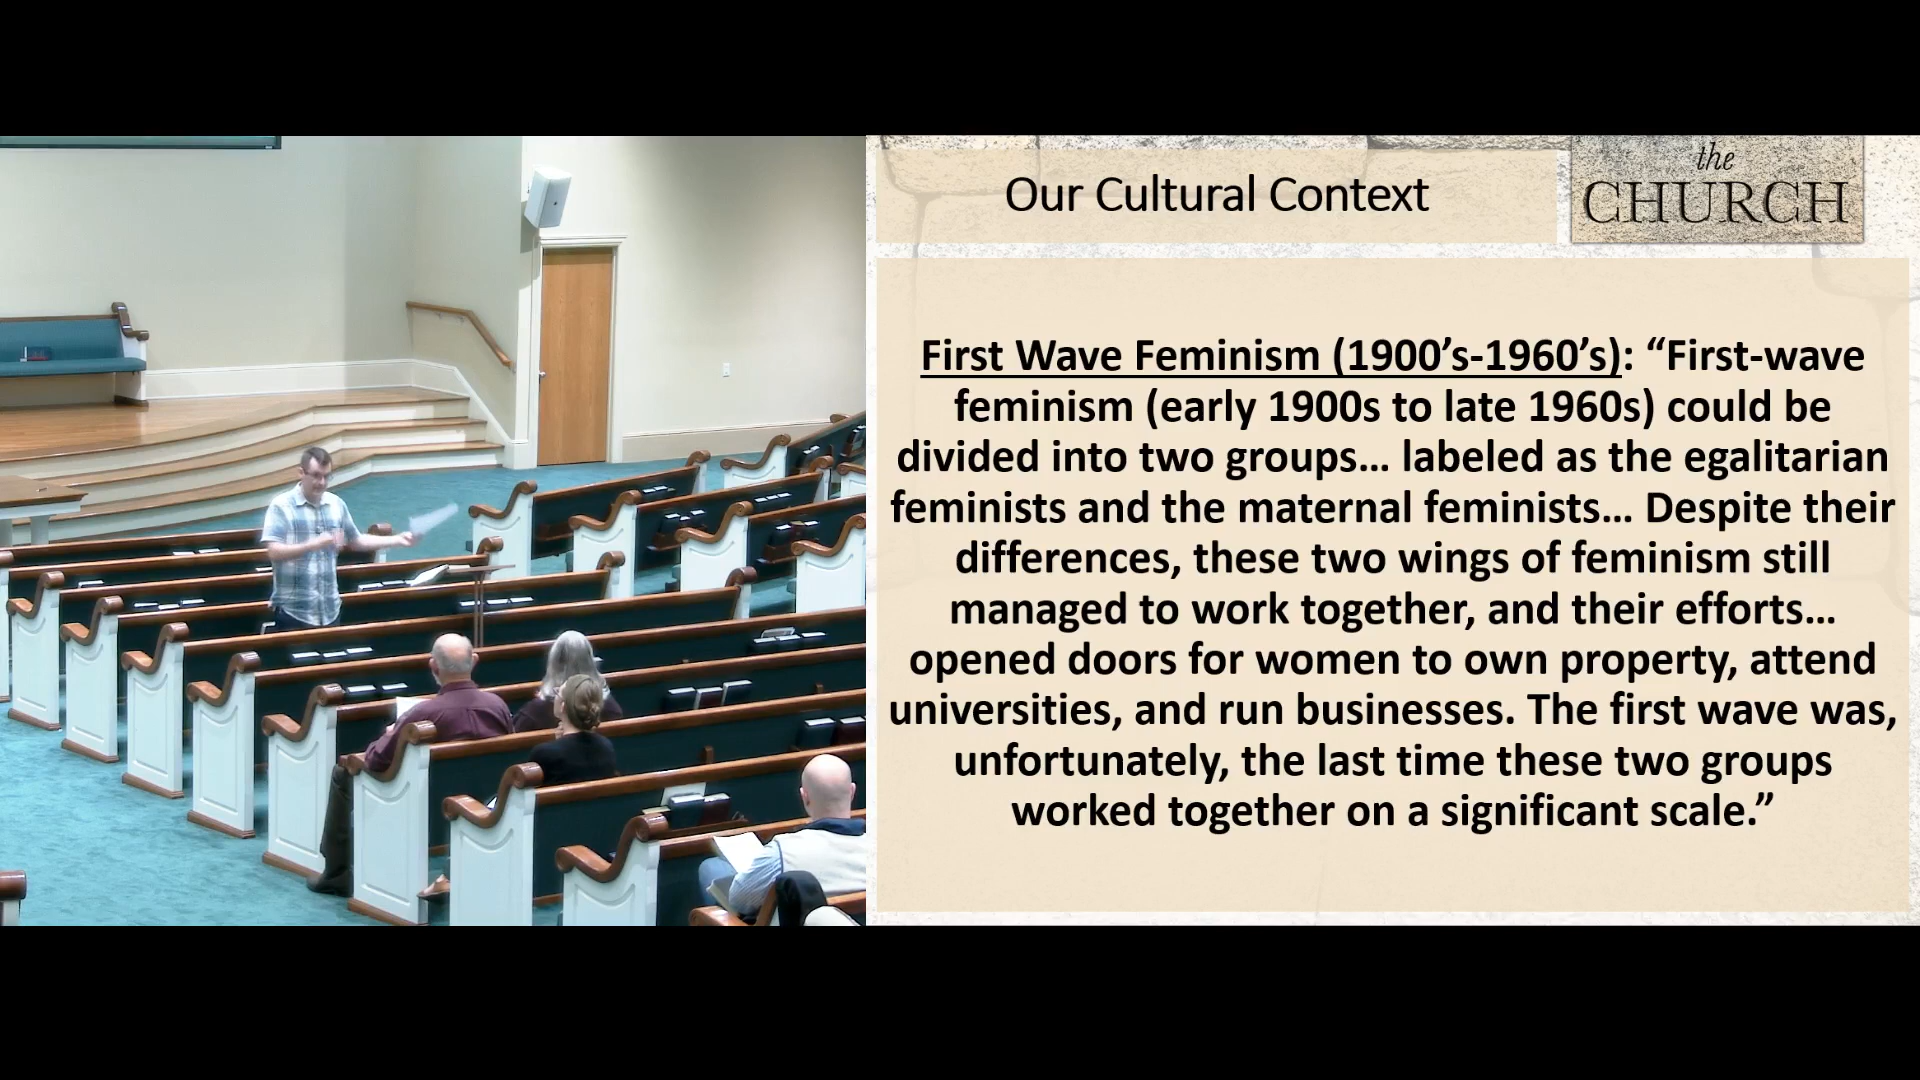 Our Cultural Context
the
CHURCH
First Wave Feminism (1900’s-1960’s): “First-wave
feminism (early 1900s to late 1960s) could be
divided into two groups… labeled as the egalitarian
feminists and the maternal feminists… Despite their
differences, these two wings of feminism still
managed to work together, and their efforts…
opened doors for women to own property, attend
universities, and run businesses. The first wave was,
unfortunately, the last time these two groups
worked together on a significant scale.”